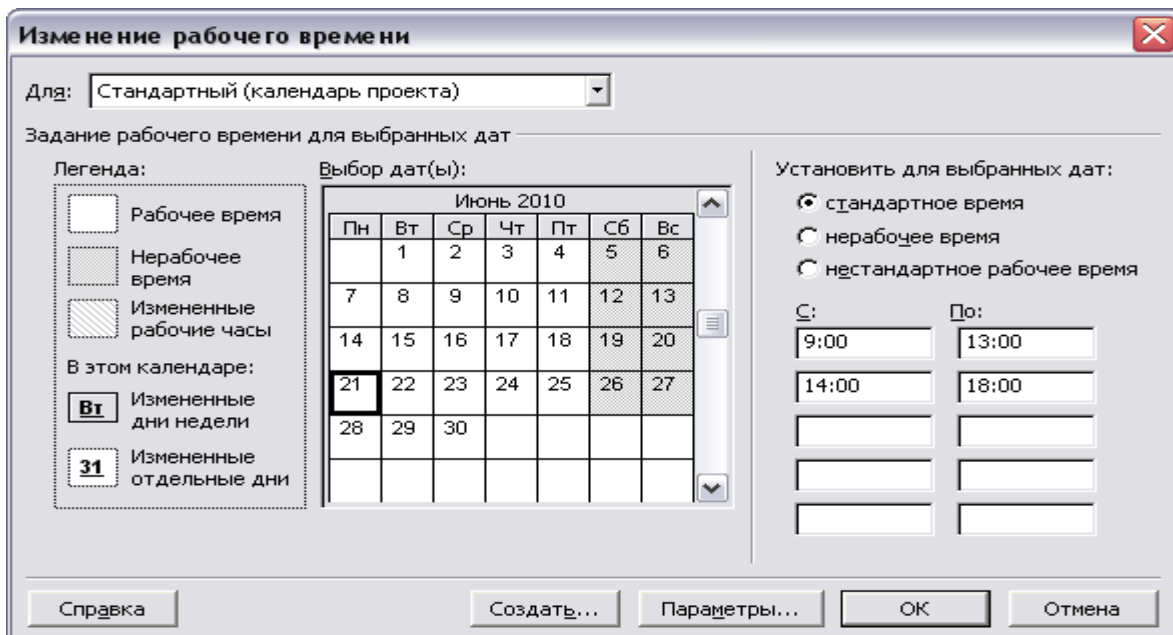 Изменение рабочего времени
Для: Стандартный (календарь проекта)
Задание рабочего времени для выбранных дат
Легенда:
Рабочее время
Нерабочее
время
Измененные
рабочие часы
В этом календаре:
Вт Измененные
дни недели
31 Измененные
отдельные дни
Выбор дат(ы):
Июнь 2010
Пн Вт Ср Чт Пт Сб Вс
1 2 3 4 5 6
7 8 9 10 11 12 13
14 15 16 17 18 19 20
21 22 23 24 25 26 27
28 29 30
Установить для выбранных дат:
стандартное время
нерабочее время
нестандартное рабочее время
С: По:
9:00 13:00
14:00 18:00
Справка Создать... Параметры... ОК Отмена